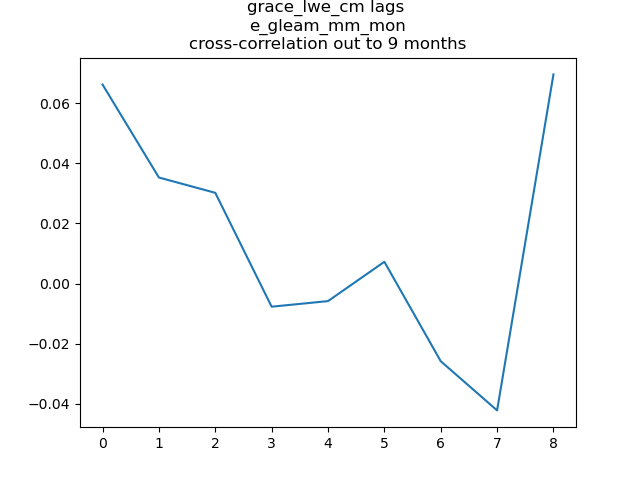 grace_lwe_cm lags
e_gleam_mm_mon
cross-correlation out to 9 months
0.06
0.04
0.02
0.00
−0.02
−0.04
0 1 2 3 4 5 6 7 8